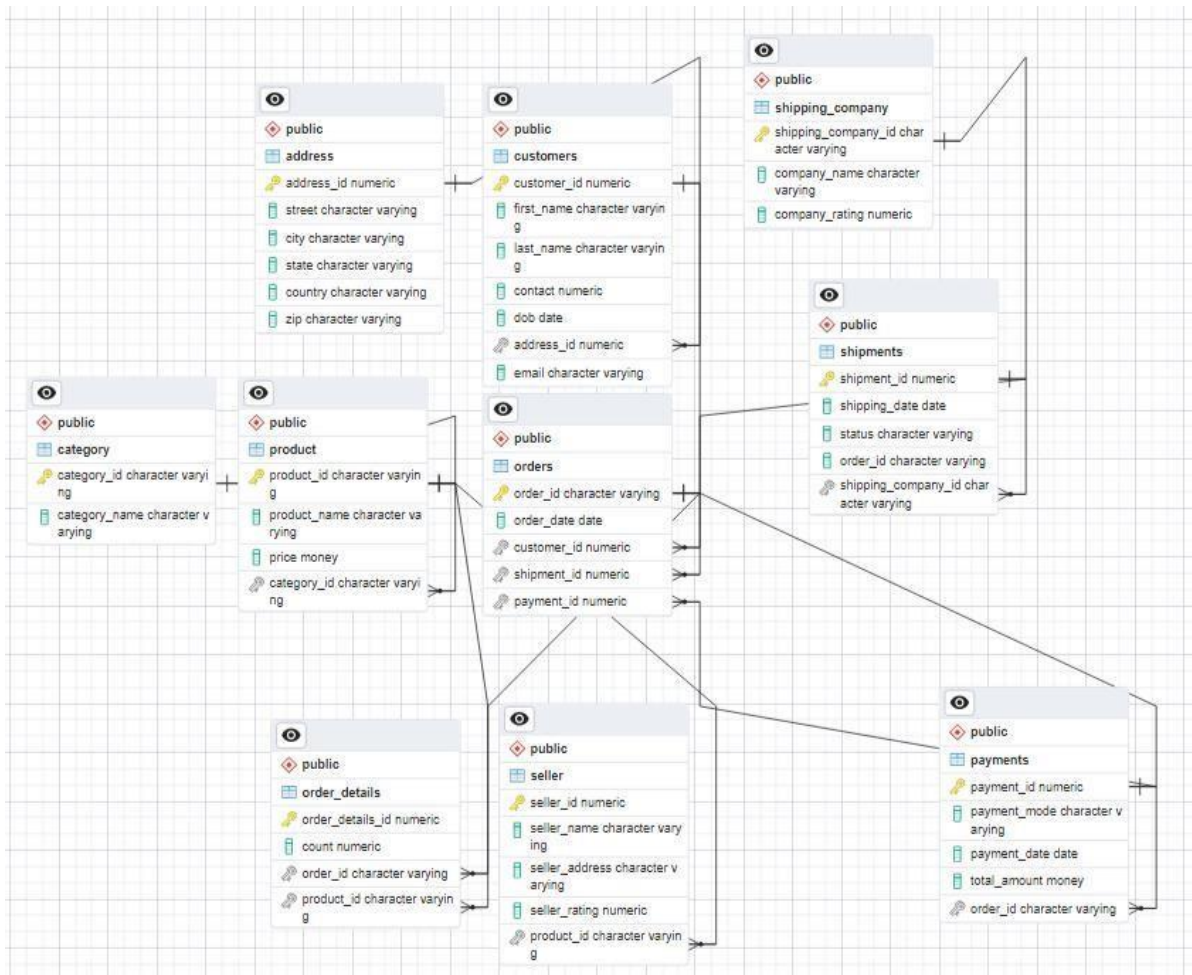 public
shipping_company
shipping_company_id char
acter varying
company_name character
varying
company_rating numeric
public
address
address_id numeric
street character varying
city character varying
state character varying
country character varying
zip character varying
public
customers
customer_id numeric
first_name character varyin
g
last_name character varyin
g
contact numeric
dob date
address_id numeric
email character varying
public
shipments
shipment_id numeric
shipping_date date
status character varying
order_id character varying
shipping_company_id char
acter varying
public
category
category_id character varyi
ng
category_name character v
arying
public
product
product_id character varyin
g
product_name character va
rying
price money
category_id character varyi
ng
public
orders
order_id character varying
order_date date
customer_id numeric
shipment_id numeric
payment_id numeric
public
order_details
order_details_id numeric
count numeric
order_id character varying
product_id character varyin
g
public
seller
seller_id numeric
seller_name character vary
ing
seller_address character v
arying
seller_rating numeric
product_id character varyin
g
public
payments
payment_id numeric
payment_mode character v
arying
payment_date date
total_amount money
order_id character varying